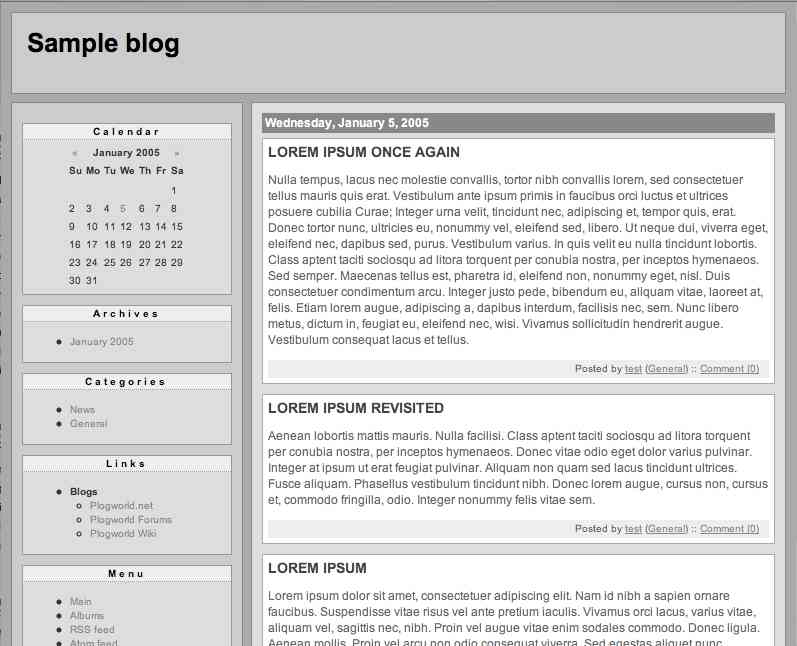 Sample blog
Calendar
« January 2005 »
Su Mo Tu We Th Fr Sa
1
2 3 4 5 6 7 8
9 10 11 12 13 14 15
16 17 18 19 20 21 22
23 24 25 26 27 28 29
30 31
Archives
January 2005
Categories
News
General
Links
Blogs
Plogworld.net
Plogworld Forums
Plogworld Wiki
Menu
Main
Albums
RSS feed
Atom feed
Wednesday, January 5, 2005
LOREM IPSUM ONCE AGAIN
Nulla tempus, lacus nec molestie convallis, tortor nibh convallis lorem, sed consectetuer
tellus mauris quis erat. Vestibulum ante ipsum primis in faucibus orci luctus et ultrices
posuere cubilia Curae; Integer urna velit, tincidunt nec, adipiscing et, tempor quis, erat.
Donec tortor nunc, ultricies eu, nonummy vel, eleifend sed, libero. Ut neque dui, viverra eget,
eleifend nec, dapibus sed, purus. Vestibulum varius. In quis velit eu nulla tincidunt lobortis.
Class aptent taciti sociosqu ad litora torquent per conubia nostra, per inceptos hymenaeos.
Sed semper. Maecenas tellus est, pharetra id, eleifend non, nonummy eget, nisl. Duis
consectetuer condimentum arcu. Integer justo pede, bibendum eu, aliquam vitae, laoreet at,
felis. Etiam lorem augue, adipiscing a, dapibus interdum, facilisis nec, sem. Nunc libero
metus, dictum in, feugiat eu, eleifend nec, wisi. Vivamus sollicitudin hendrerit augue.
Vestibulum consequat lacus et tellus.
Posted by test (General) :: Comment (0)
LOREM IPSUM REVISITED
Aenean lobortis mattis mauris. Nulla facilisi. Class aptent taciti sociosqu ad litora torquent
per conubia nostra, per inceptos hymenaeos. Donec vitae odio eget dolor varius pulvinar.
Integer at ipsum ut erat feugiat pulvinar. Aliquam non quam sed lacus tincidunt ultrices.
Fusce aliquam. Phasellus vestibulum tincidunt nibh. Donec lorem augue, cursus non, cursus
et, commodo fringilla, odio. Integer nonummy felis vitae sem.
Posted by test (General) :: Comment (0)
LOREM IPSUM
Lorem ipsum dolor sit amet, consectetuer adipiscing elit. Nam id nibh a sapien ornare
faucibus. Suspendisse vitae risus vel ante pretium iaculis. Vivamus orci lacus, varius vitae,
aliquam vel, sagittis nec, nibh. Proin vel augue vitae enim sodales commodo. Donec ligula.
Aenean mollis. Proin vel arcu non odio consequat viverra. Sed egestas aliquet nunc.